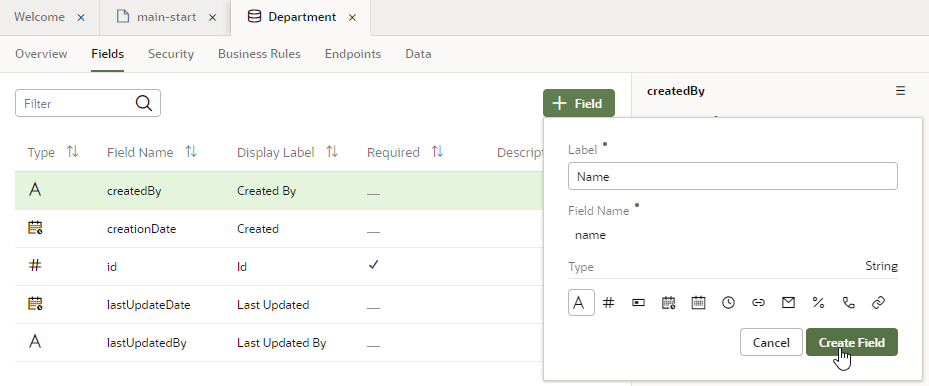 Welcome × main-start × Department ×
Overview Fields Security Business Rules Endpoints Data
Filter
+ Field
createdBy
Type Field Name Display Label Required Descript
A createdBy Created By —
creationDate Created —
# id Id ✓
lastUpdateDate Last Updated —
A lastUpdatedBy Last Updated By —
Label
Name
Field Name
name
Type String
A # %
Cancel Create Field